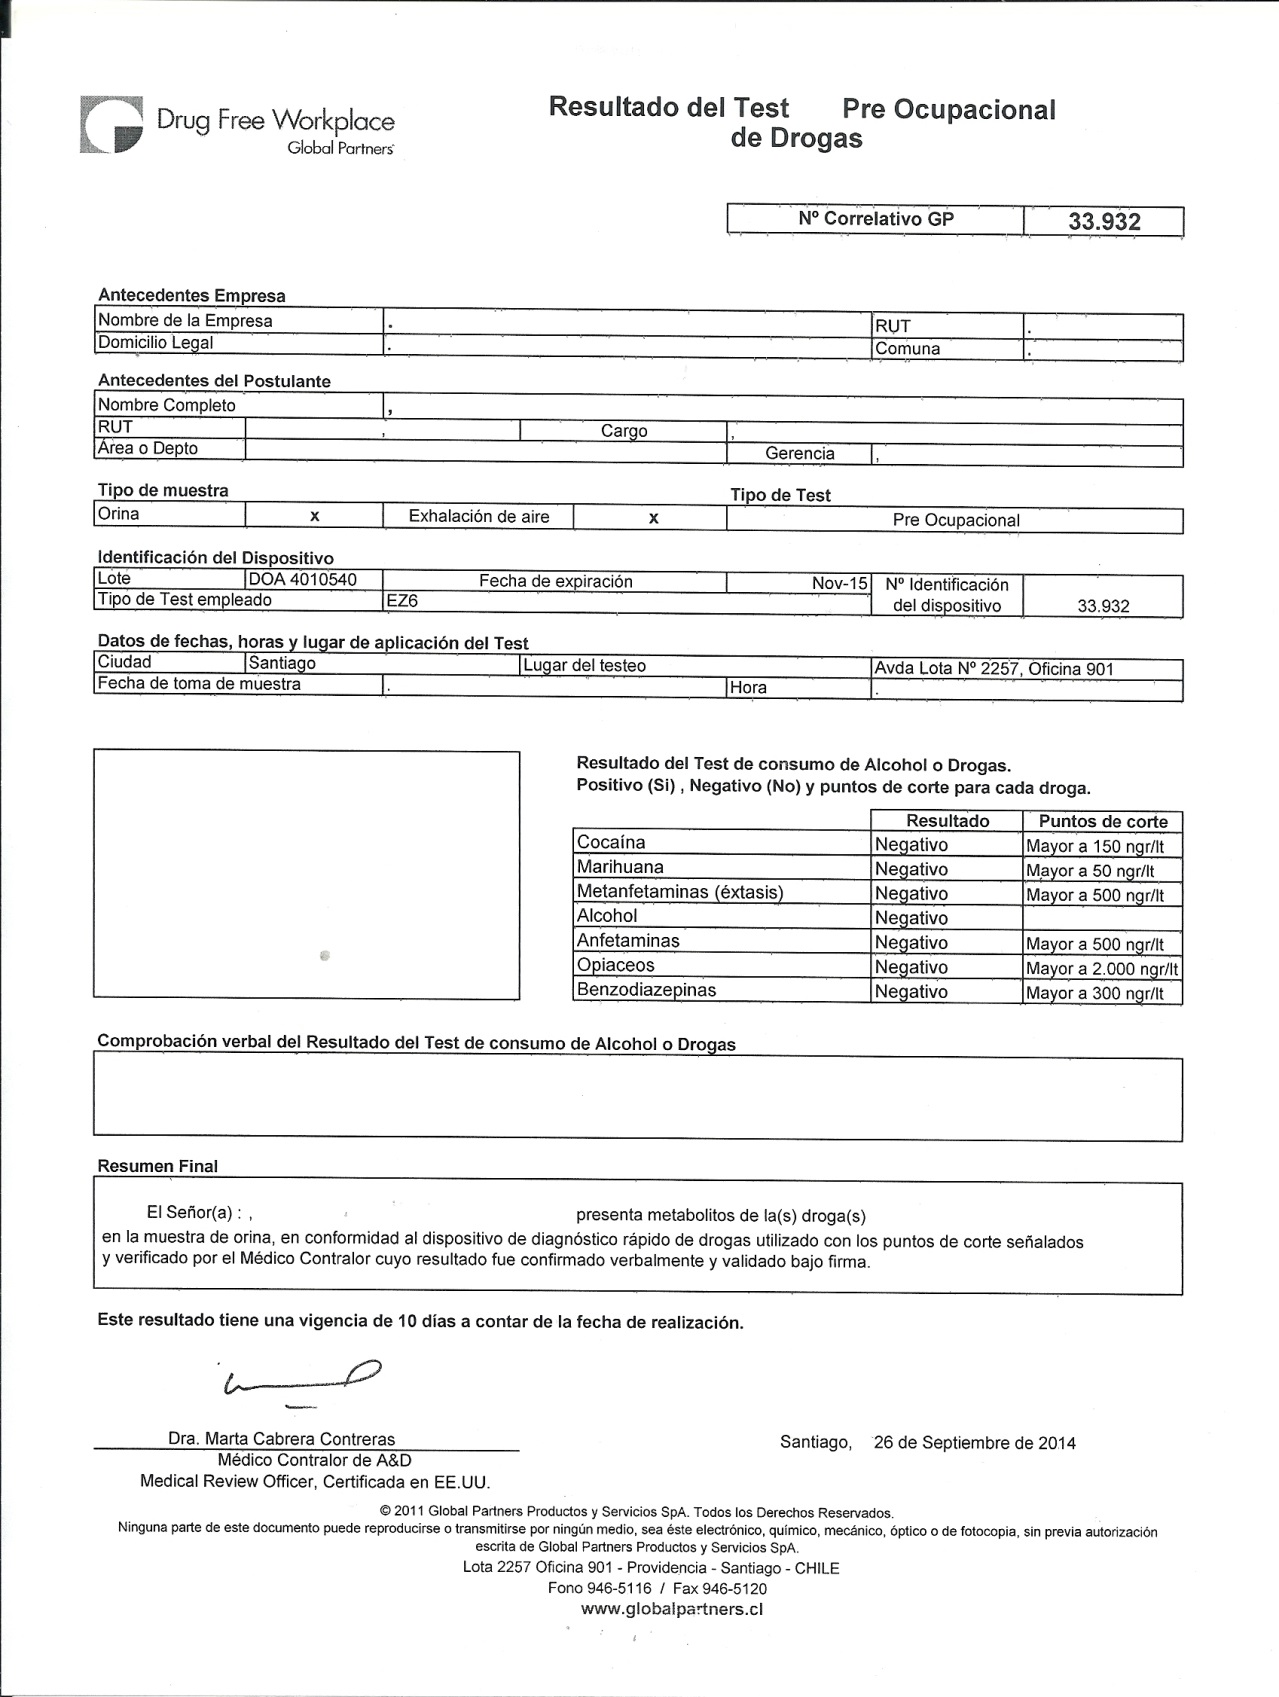 Drug Free Workplace
Global Partners
Resultado del Test Pre Ocupacional
de Drogas
Nº Correlativo GP 33.932
Antecedentes Empresa
Nombre de la Empresa . RUT .
Domicilio Legal . Comuna .
Antecedentes del Postulante
Nombre Completo ,
RUT , Cargo ,
Área o Depto Gerencia ,
Tipo de muestra Tipo de Test
Orina x Exhalación de aire x Pre Ocupacional
Identificación del Dispositivo
Lote DOA 4010540 Fecha de expiración Nov-15 Nº Identificación
Tipo de Test empleado EZ6 del dispositivo 33.932
Datos de fechas, horas y lugar de aplicación del Test
Ciudad Santiago Lugar del testeo Avda Lota Nº 2257, Oficina 901
Fecha de toma de muestra . Hora .
Resultado del Test de consumo de Alcohol o Drogas.
Positivo (Si) , Negativo (No) y puntos de corte para cada droga.
Resultado Puntos de corte
Cocaína Negativo Mayor a 150 ngr/lt
Marihuana Negativo Mayor a 50 ngr/lt
Metanfetaminas (éxtasis) Negativo Mayor a 500 ngr/lt
Alcohol Negativo
Anfetaminas Negativo Mayor a 500 ngr/lt
Opiaceos Negativo Mayor a 2.000 ngr/lt
Benzodiazepinas Negativo Mayor a 300 ngr/lt
Comprobación verbal del Resultado del Test de consumo de Alcohol o Drogas
Resumen Final
El Señor(a) : , presenta metabolitos de la(s) droga(s)
en la muestra de orina, en conformidad al dispositivo de diagnóstico rápido de drogas utilizado con los puntos de corte señalados
y verificado por el Médico Contralor cuyo resultado fue confirmado verbalmente y validado bajo firma.
Este resultado tiene una vigencia de 10 días a contar de la fecha de realización.
Dra. Marta Cabrera Contreras
Médico Contralor de A&D
Medical Review Officer, Certificada en EE.UU.
Santiago, 26 de Septiembre de 2014
© 2011 Global Partners Productos y Servicios SpA. Todos los Derechos Reservados.
Ninguna parte de este documento puede reproducirse o transmitirse por ningún medio, sea éste electrónico, químico, mecánico, óptico o de fotocopia, sin previa autorización
escrita de Global Partners Productos y Servicios SpA.
Lota 2257 Oficina 901 - Providencia - Santiago - CHILE
Fono 946-5116 / Fax 946-5120
www.globalpartners.cl